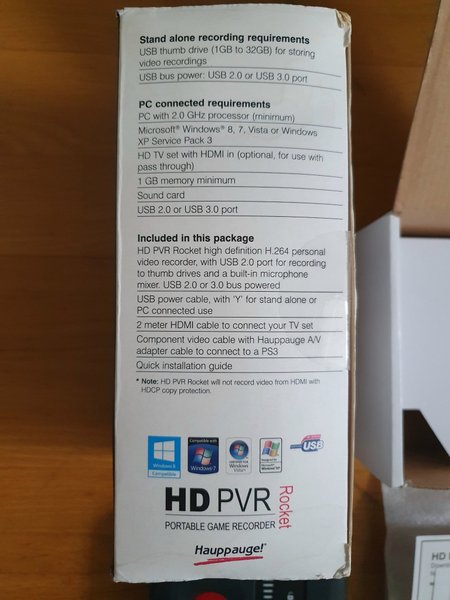 Stand alone recording requirements
USB thumb drive (1GB to 32GB) for storing
video recordings
USB bus power: USB 2.0 or USB 3.0 port
PC connected requirements
PC with 2.0 GHz processor (minimum)
Microsoft® Windows® 8, 7, Vista or Windows
XP Service Pack 3
HD TV set with HDMI in (optional, for use with
pass through)
1 GB memory minimum
Sound card
USB 2.0 or USB 3.0 port
Included in this package
HD PVR Rocket high definition H.264 personal
video recorder, with USB 2.0 port for recording
to thumb drives and a built-in microphone
mixer. USB 2.0 or 3.0 bus powered
USB power cable, with 'Y' for stand alone or
PC connected use
2 meter HDMI cable to connect your TV set
Component video cable with Hauppauge A/V
adapter cable to connect to a PS3
Quick installation guide
* Note: HD PVR Rocket will not record video from HDMI with
HDCP copy protection.
Windows 8
Compatible
Compatible with
Windows 7
Windows Vista
Windows XP
USB
HD PVR Rocket
PORTABLE GAME RECORDER
Hauppauge!
HD